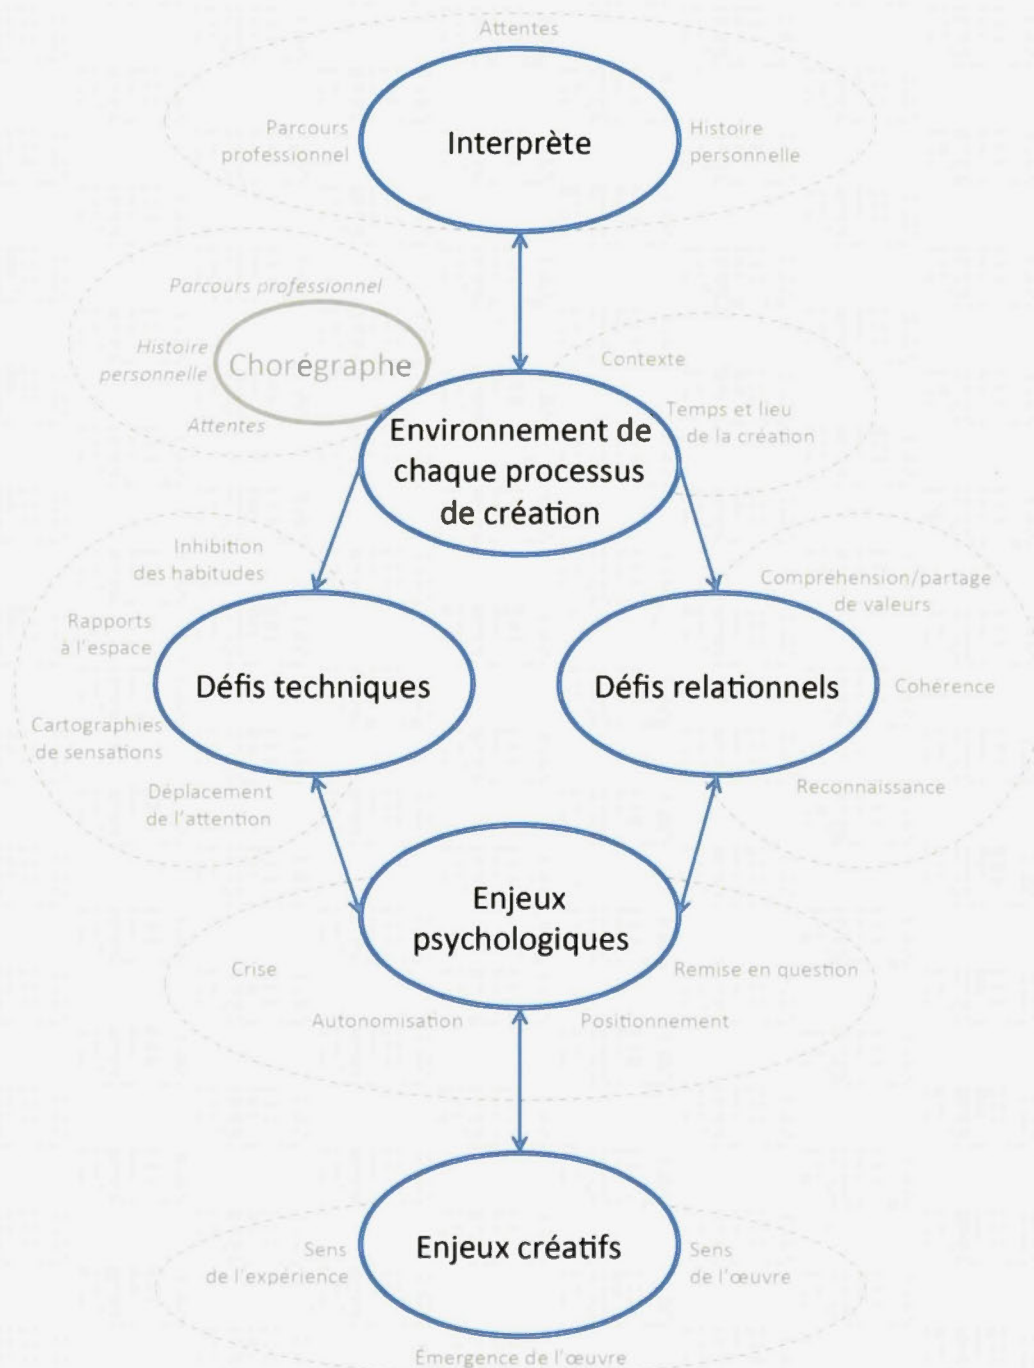 Attentes
Parcours
professionnel
Interprète
Histoire
personnelle
Parcours professionnel
Histoire
personnelle
Chorégraphe
Attentes
Contexte
Temps et lieu
de la création
Environnement de
chaque processus
de création
Inhibition
des habitudes
Rapports
à l'espace
Cartographies
de sensations
Déplacement
de l'attention
Défis techniques
Défis relationnels
Compréhension/partage
de valeurs
Cohérence
Reconnaissance
Enjeux
psychologiques
Crise
Autonomisation
Positionnement
Remise en question
Enjeux créatifs
Sens
de l'expérience
Sens
de l'œuvre
Émergence de l'œuvre